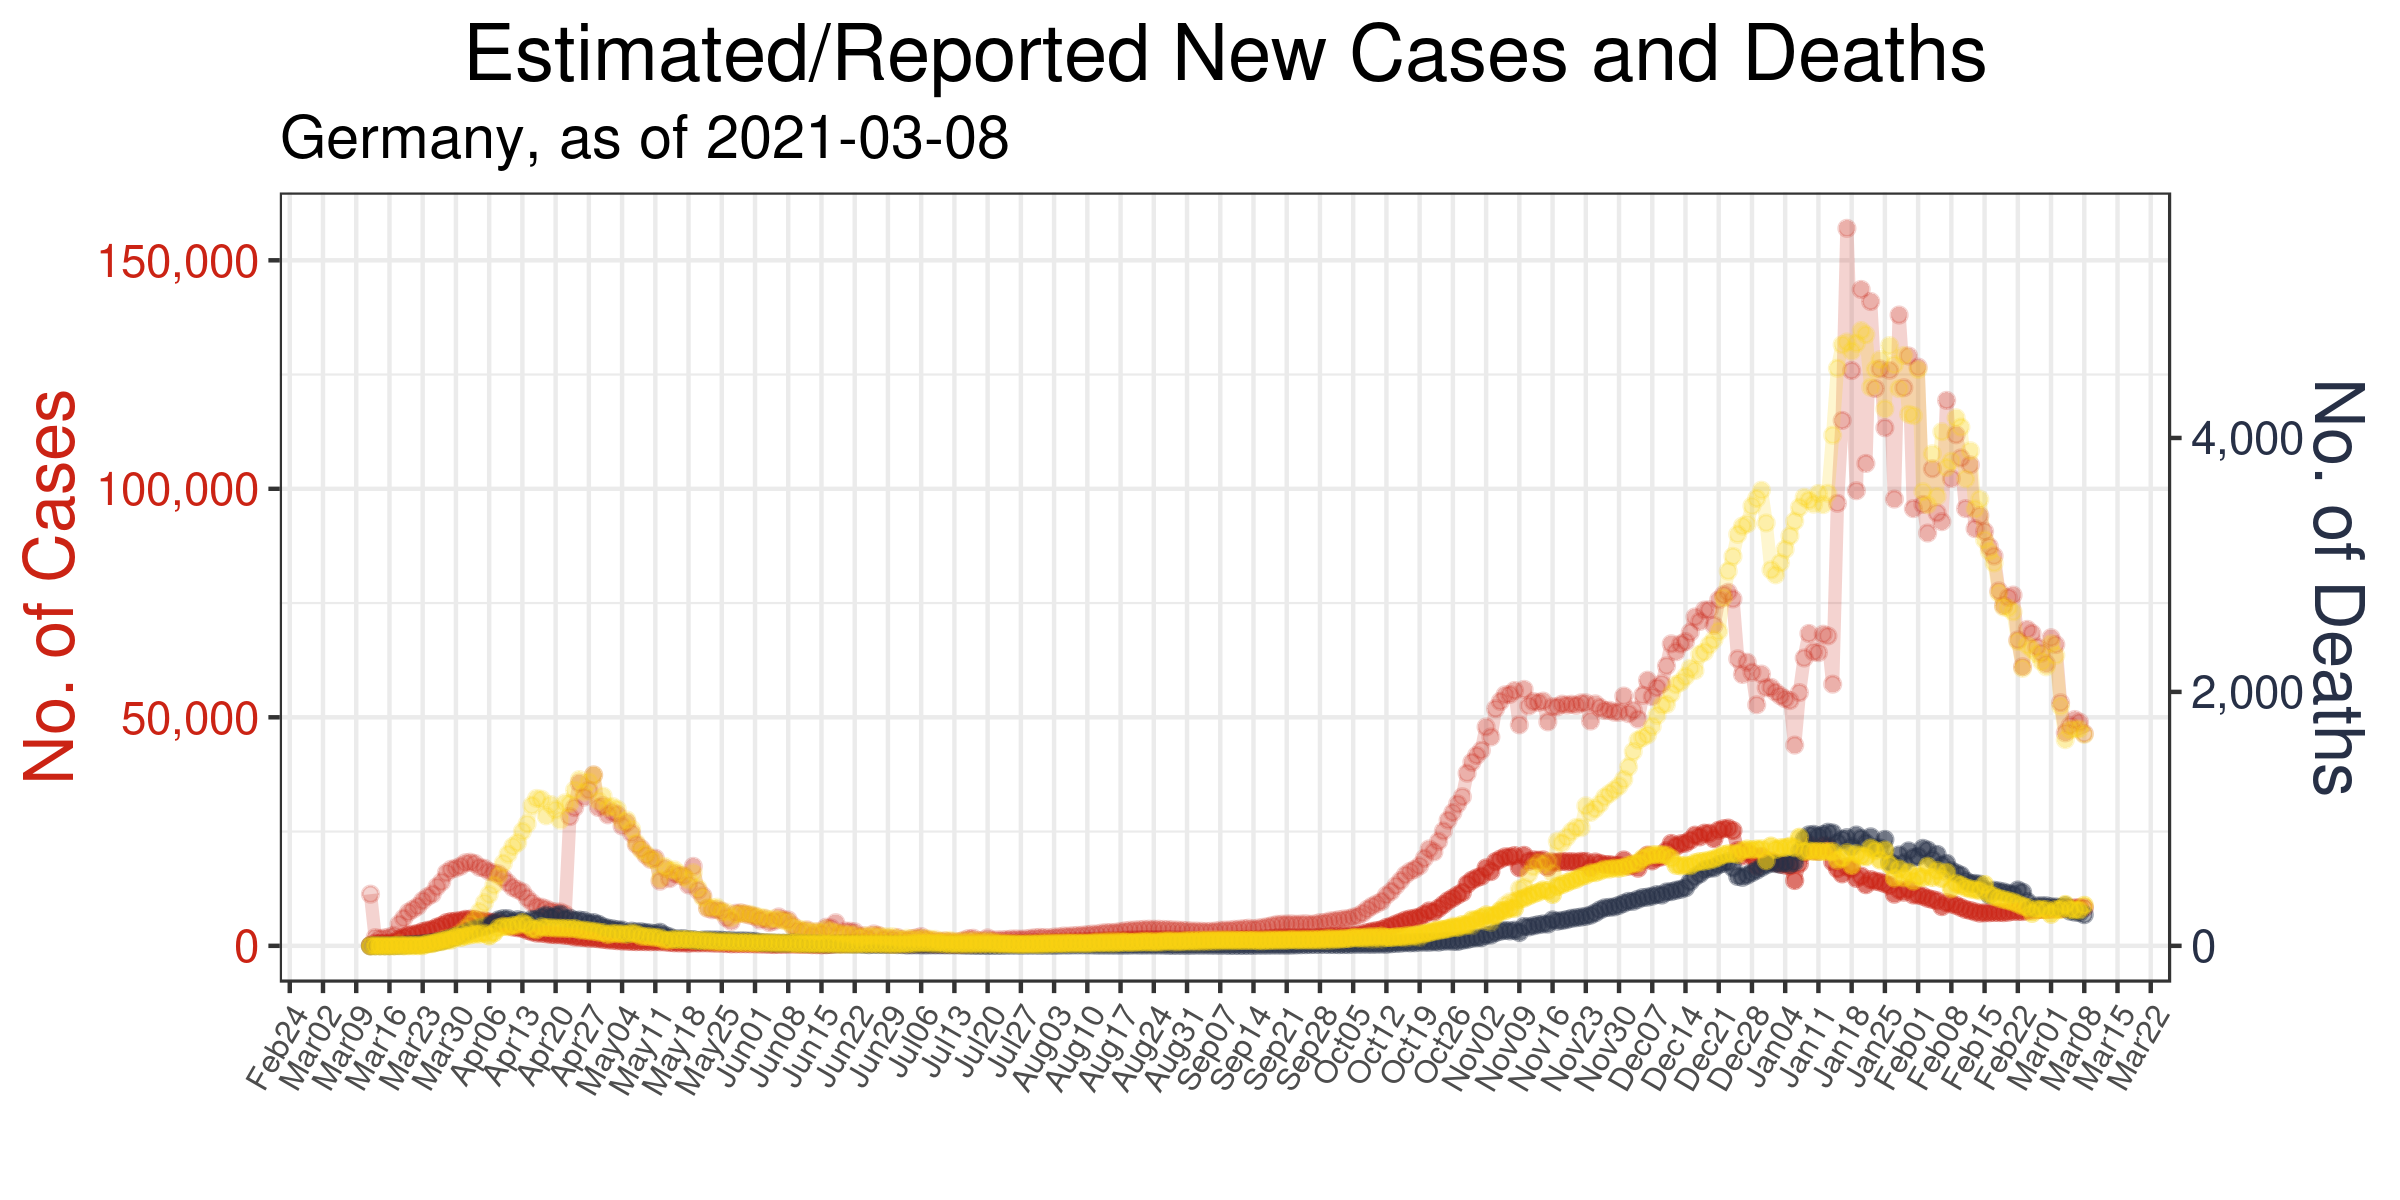 Estimated/Reported New Cases and Deaths
Germany, as of 2021-03-08
No. of Cases
150,000
100,000
50,000
0
4,000
2,000
0
No. of Deaths
Feb24
Mar02
Mar09
Mar16
Mar23
Mar30
Apr06
Apr13
Apr20
Apr27
May04
May11
May18
May25
Jun01
Jun08
Jun15
Jun22
Jun29
Jul06
Jul13
Jul20
Jul27
Aug03
Aug10
Aug17
Aug24
Aug31
Sep07
Sep14
Sep21
Sep28
Oct05
Oct12
Oct19
Oct26
Nov02
Nov09
Nov16
Nov23
Nov30
Dec07
Dec14
Dec21
Dec28
Jan04
Jan11
Jan18
Jan25
Feb01
Feb08
Feb15
Feb22
Mar01
Mar08
Mar15
Mar22